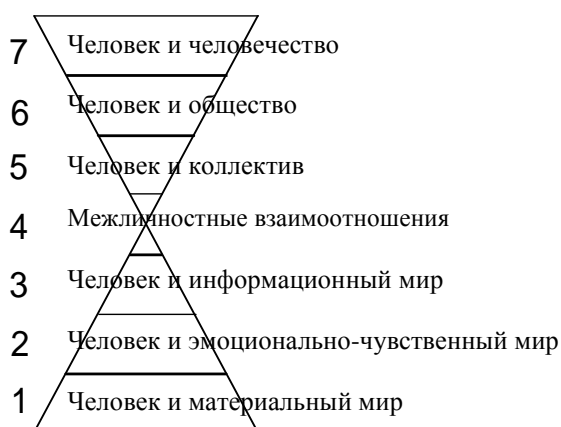 7 Человек и человечество
6 Человек и общество
5 Человек и коллектив
4 Межличностные взаимоотношения
3 Человек и информационный мир
2 Человек и эмоционально-чувственный мир
1 Человек и материальный мир